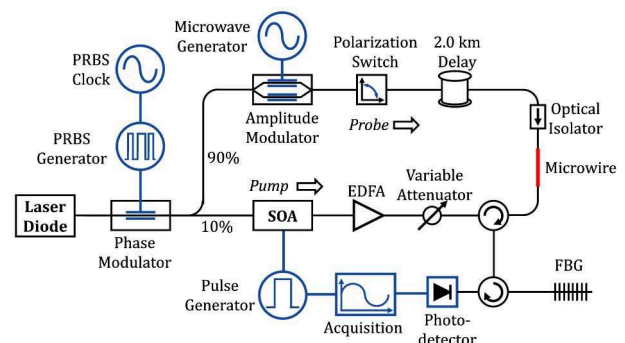 Microwave
Generator
PRBS
Clock
Polarization
Switch
2.0 km
Delay
PRBS
Generator
Amplitude
Modulator
Probe
Optical
Isolator
90%
Microwire
Pump
EDFA
Variable
Attenuator
Laser
Diode
10%
SOA
Phase
Modulator
Pulse
Generator
Acquisition
Photo-
detector
FBG